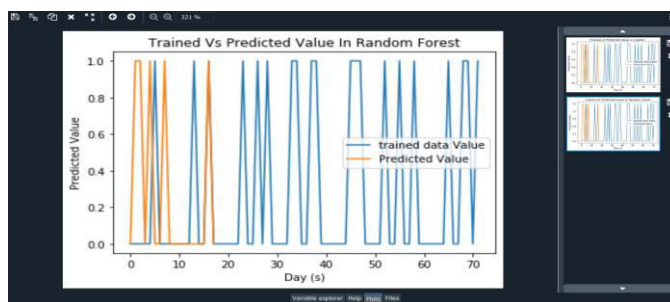 221 %
Trained Vs Predicted Value In Random Forest
1.0
0.8
0.6
0.4
0.2
0.0
Predicted Value
trained data Value
Predicted Value
0 10 20 30 40 50 60 70
Day (s)
Variable explorer Help Plots Files